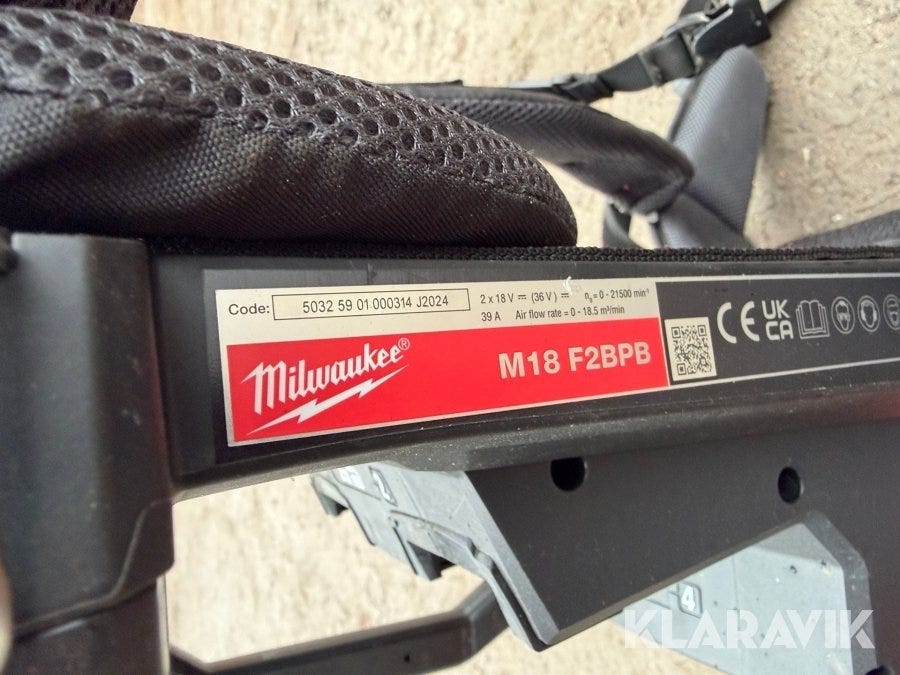 Code: 5032 59 01 000314 J2024
2 x 18 V ⎓ (36 V) ⎓ n₀ = 0 - 21500 min⁻¹
39 A Air flow rate = 0 - 18.5 m³/min
Milwaukee®
M18 F2BPB
CE UK CA
2
4
KLARAVIK